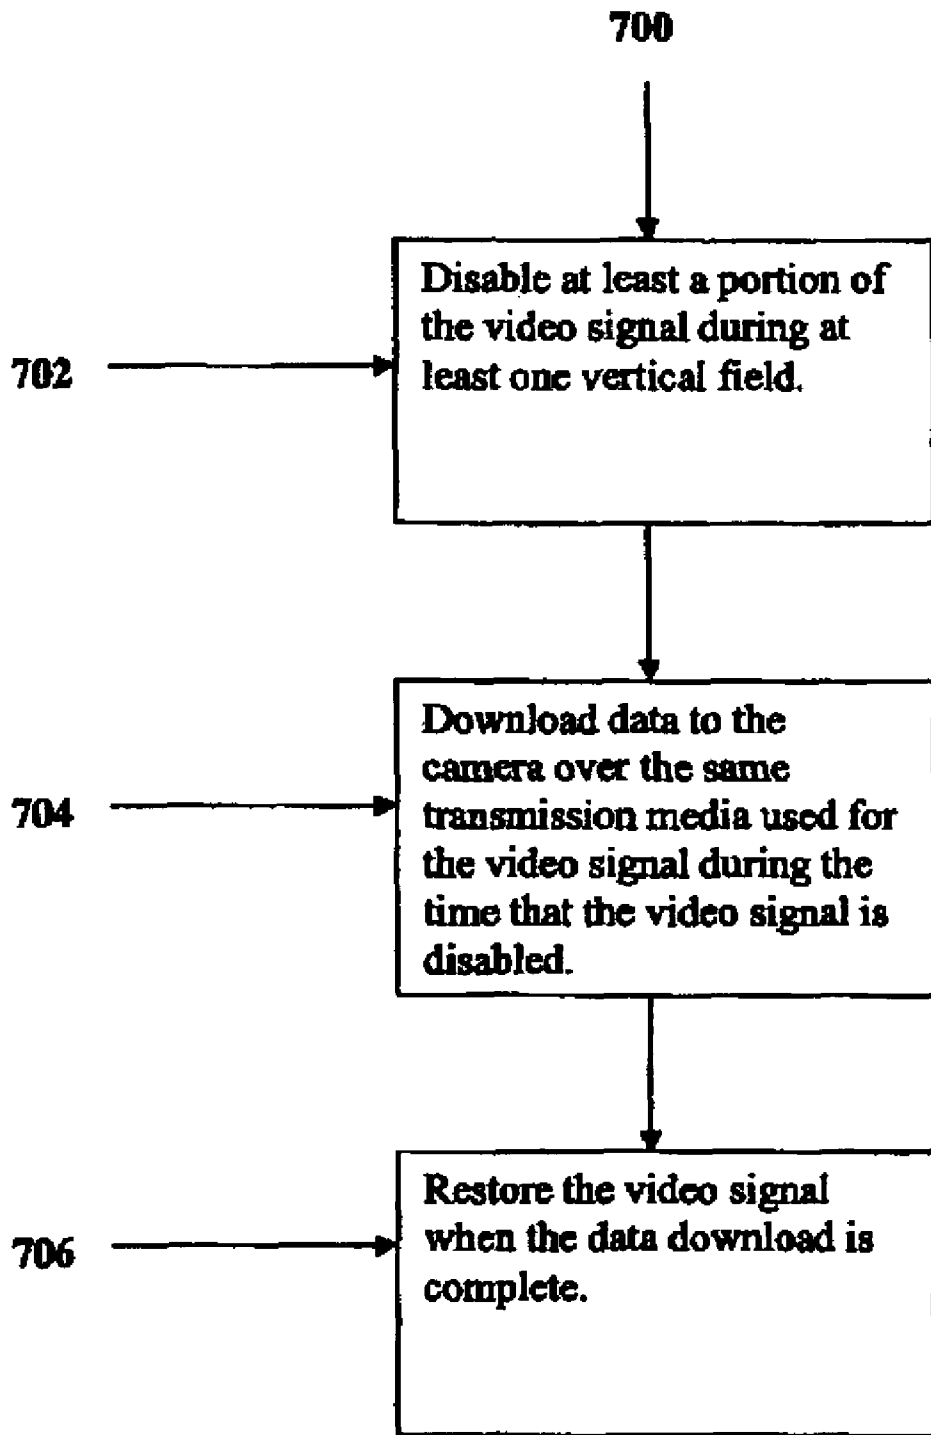 700
702
Disable at least a portion of
the video signal during at
least one vertical field.
704
Download data to the
camera over the same
transmission media used for
the video signal during the
time that the video signal is
disabled.
706
Restore the video signal
when the data download is
complete.